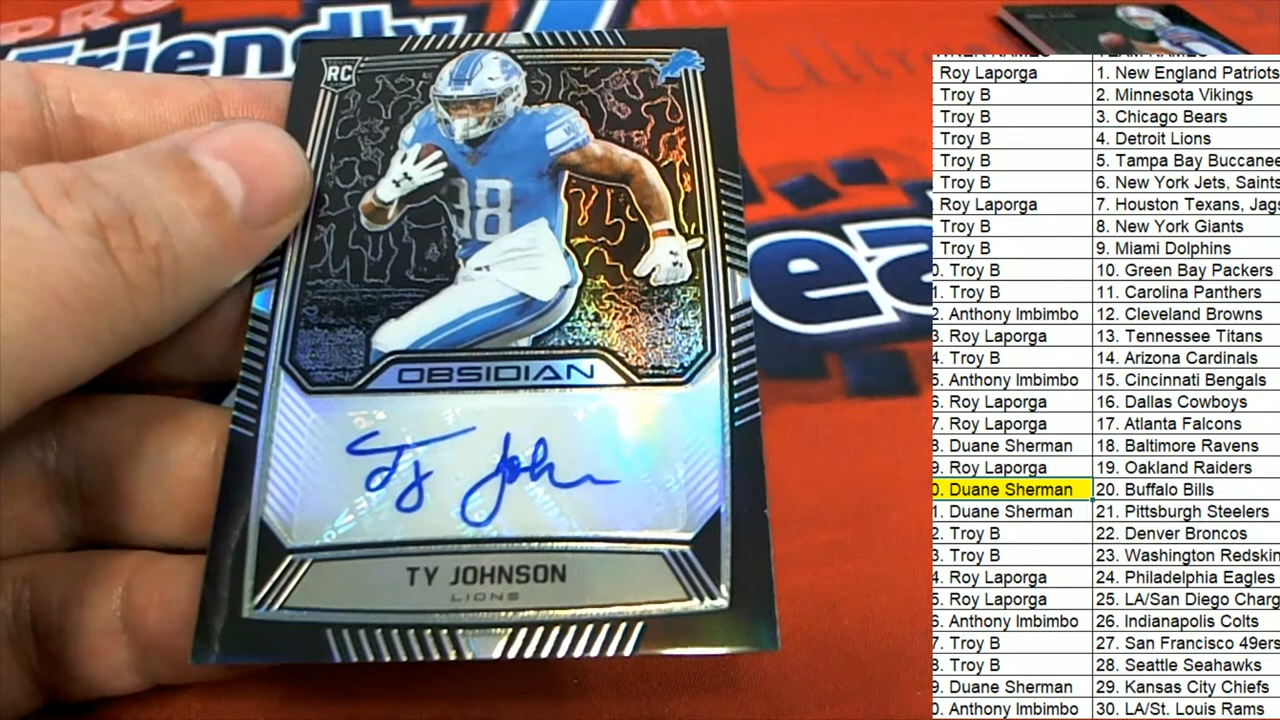 PRO
Friendly
Ultra
ea
RC
38
OBSIDIAN
Ty John
TY JOHNSON
LIONS
. Roy Laporga 1. New England Patriots
. Troy B 2. Minnesota Vikings
. Troy B 3. Chicago Bears
. Troy B 4. Detroit Lions
. Troy B 5. Tampa Bay Buccanee
. Troy B 6. New York Jets, Saints
. Roy Laporga 7. Houston Texans, Jags
. Troy B 8. New York Giants
. Troy B 9. Miami Dolphins
0. Troy B 10. Green Bay Packers
1. Troy B 11. Carolina Panthers
2. Anthony Imbimbo 12. Cleveland Browns
3. Roy Laporga 13. Tennessee Titans
4. Troy B 14. Arizona Cardinals
5. Anthony Imbimbo 15. Cincinnati Bengals
6. Roy Laporga 16. Dallas Cowboys
7. Roy Laporga 17. Atlanta Falcons
8. Duane Sherman 18. Baltimore Ravens
9. Roy Laporga 19. Oakland Raiders
0. Duane Sherman 20. Buffalo Bills
1. Duane Sherman 21. Pittsburgh Steelers
2. Troy B 22. Denver Broncos
3. Troy B 23. Washington Redskin
4. Roy Laporga 24. Philadelphia Eagles
5. Roy Laporga 25. LA/San Diego Charg
6. Anthony Imbimbo 26. Indianapolis Colts
7. Troy B 27. San Francisco 49ers
8. Troy B 28. Seattle Seahawks
9. Duane Sherman 29. Kansas City Chiefs
0. Anthony Imbimbo 30. LA/St. Louis Rams